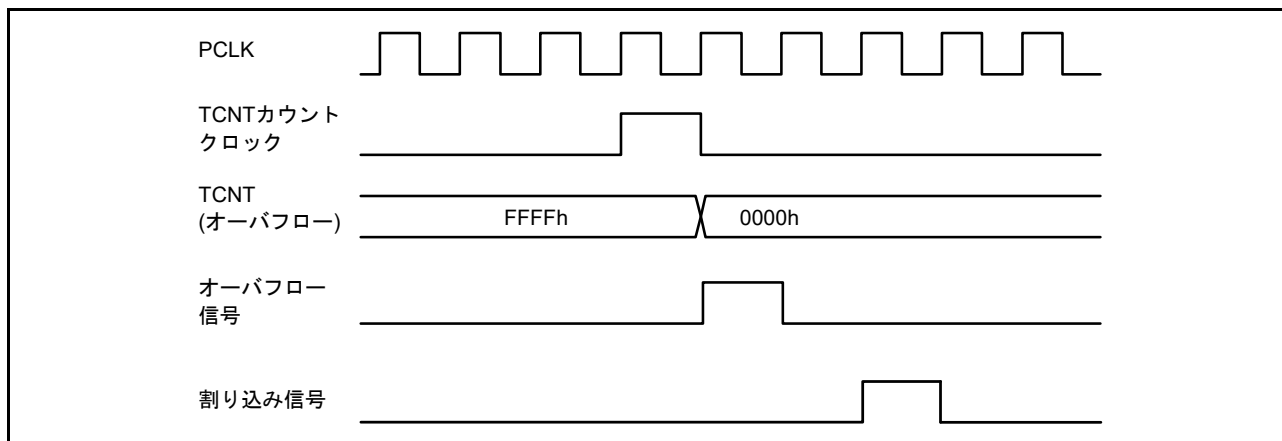 PCLK
TCNTカウント
クロック
TCNT
(オーバフロー)
FFFFh
0000h
オーバフロー
信号
割り込み信号